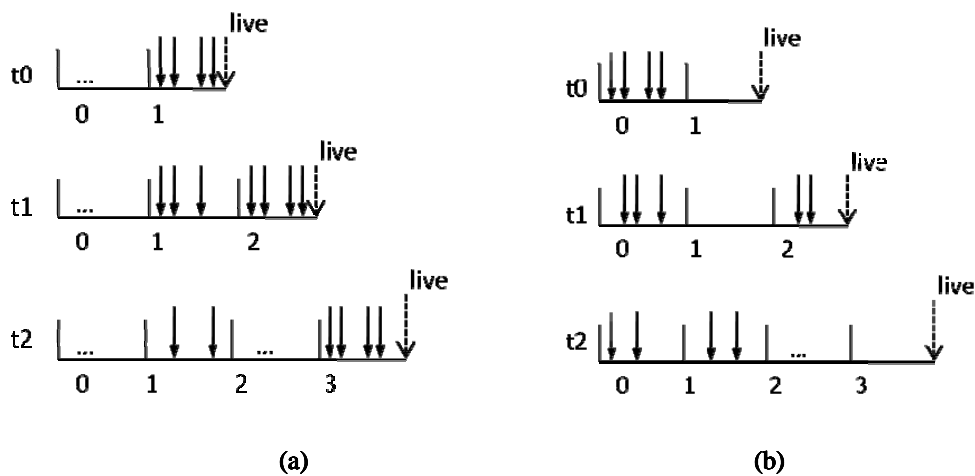 live
t0 ...
0 1
live
t1 ...
0 1 2
live
t2 ... ...
0 1 2 3
(a)
live
t0
0 1
live
t1
0 1 2
live
t2 ...
0 1 2 3
(b)